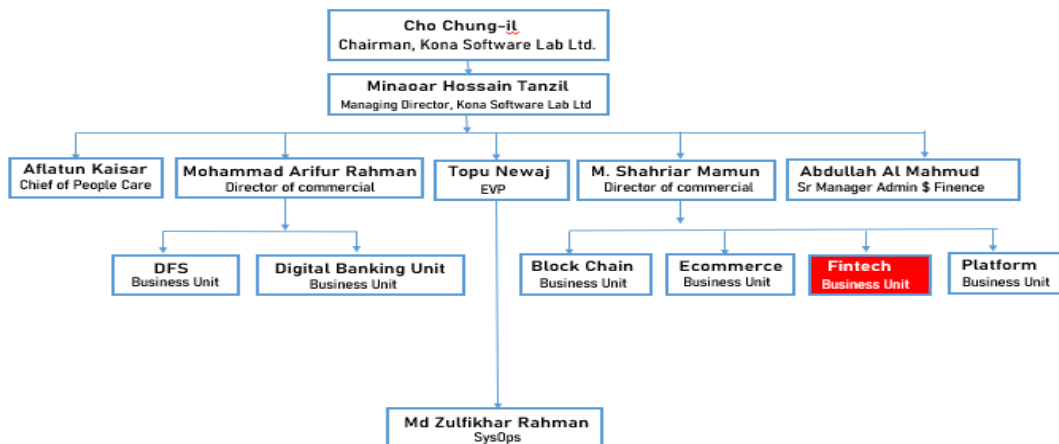 Cho Chung-il
Chairman, Kona Software Lab Ltd.
Minaoar Hossain Tanzil
Managing Director, Kona Software Lab Ltd
Aflatun Kaisar
Chief of People Care
Mohammad Arifur Rahman
Director of commercial
Topu Newaj
EVP
M. Shahriar Mamun
Director of commercial
Abdullah Al Mahmud
Sr Manager Admin $ Finence
DFS
Business Unit
Digital Banking Unit
Business Unit
Block Chain
Business Unit
Ecommerce
Business Unit
Fintech
Business Unit
Platform
Business Unit
Md Zulfikhar Rahman
SysOps